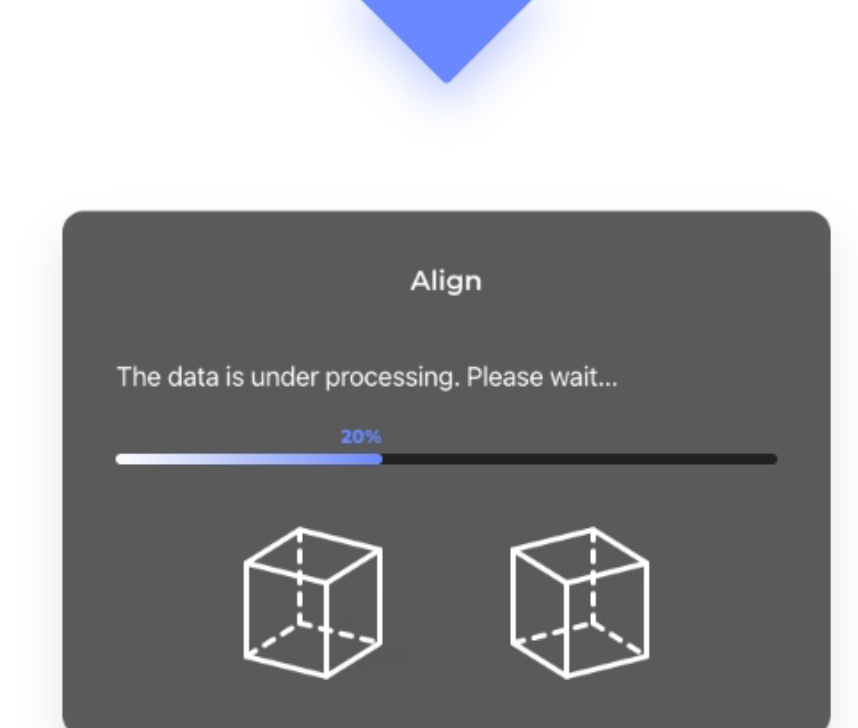 Align
The data is under processing. Please wait...
20%